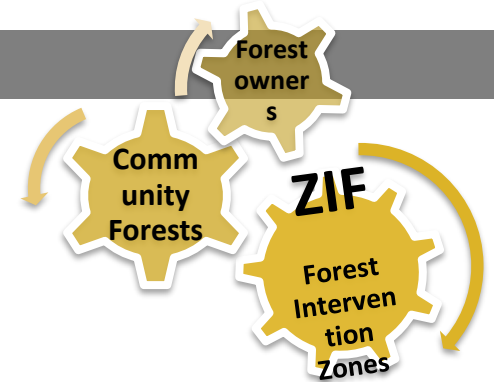 Forest
owner
s
Comm
unity
Forests
ZIF
Forest
Interven
tion
Zones